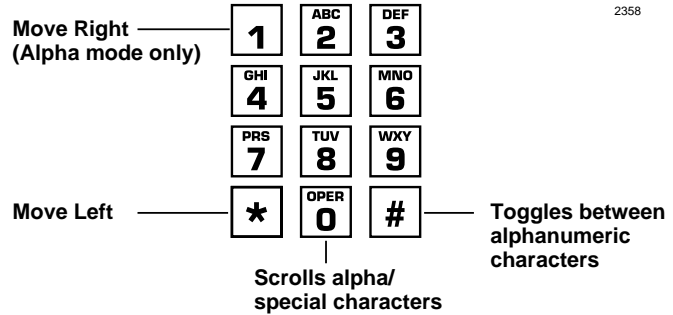 2358
Move Right
(Alpha mode only)
1
ABC
2
DEF
3
GHI
4
JKL
5
MNO
6
PRS
7
TUV
8
WXY
9
Move Left
*
OPER
0
#
Toggles between
alphanumeric
characters
Scrolls alpha/
special characters